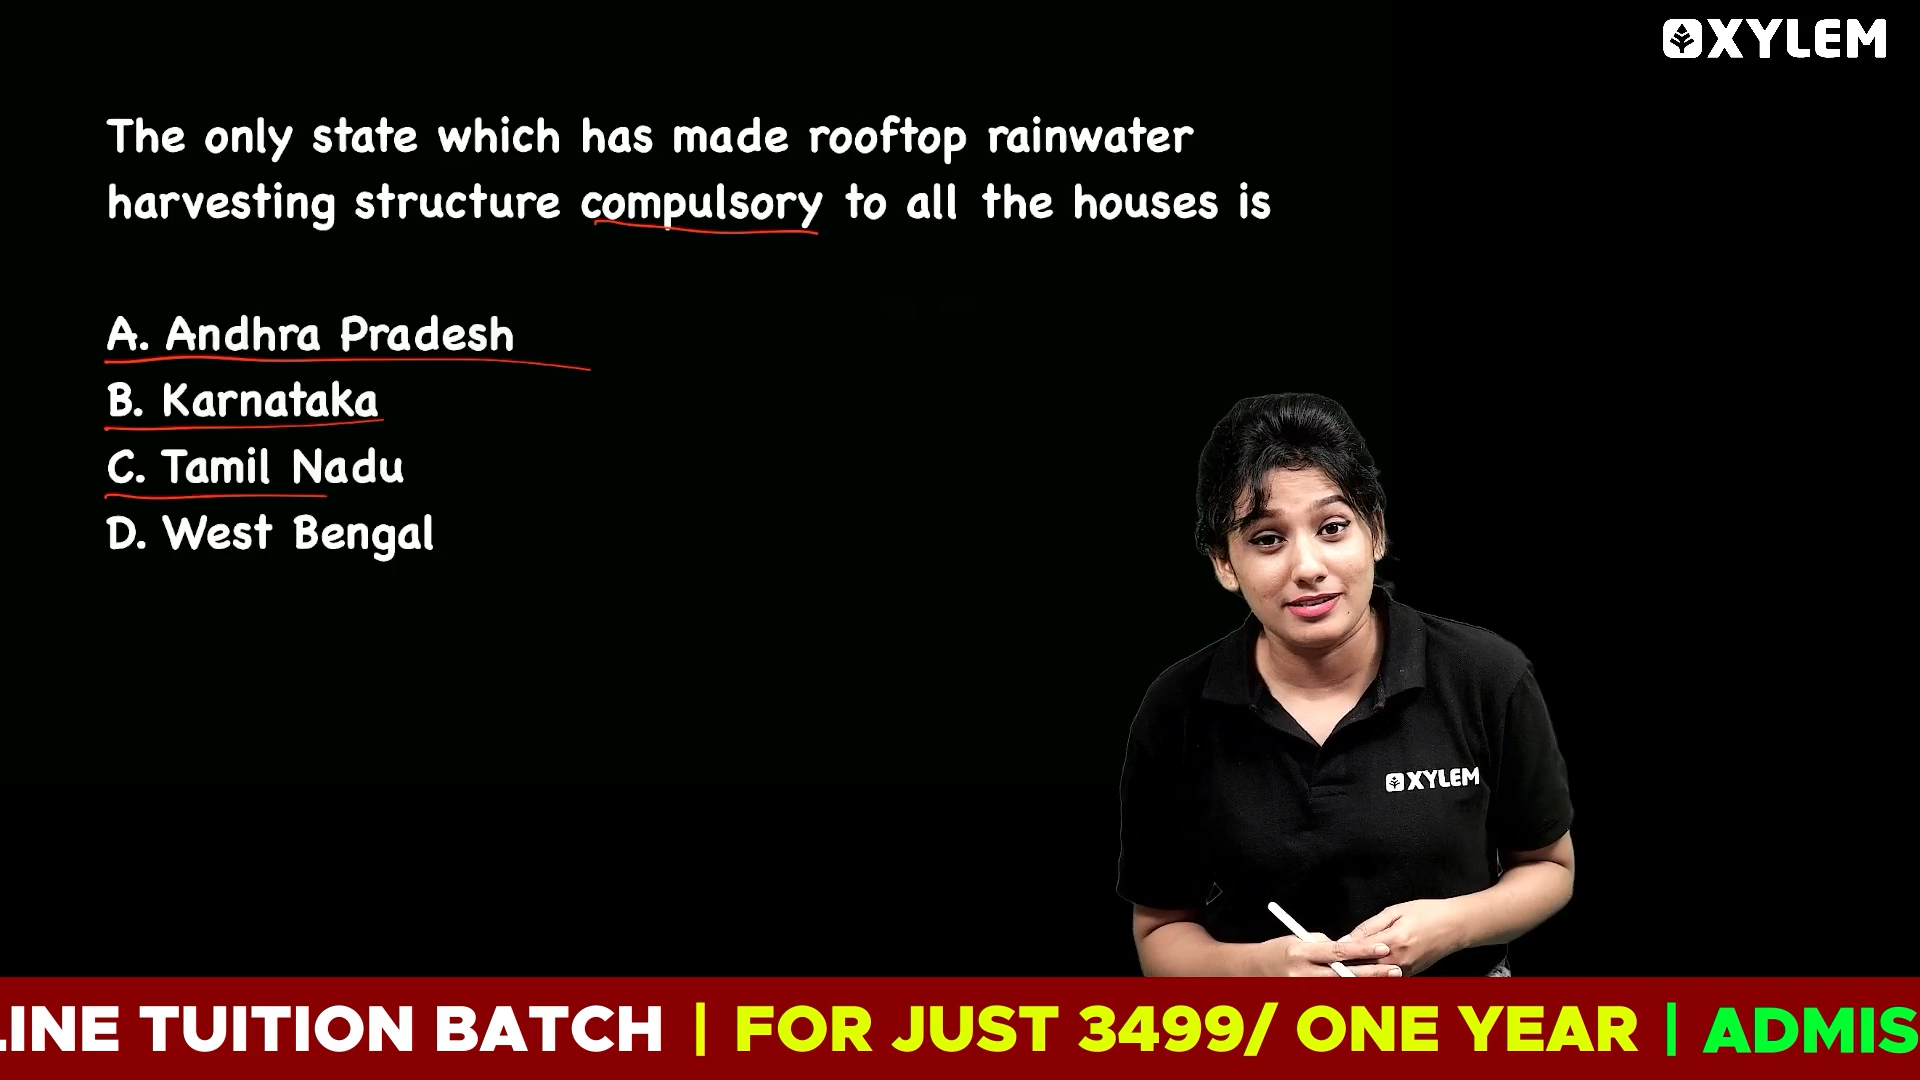 XYLEM
The only state which has made rooftop rainwater
harvesting structure compulsory to all the houses is
A. Andhra Pradesh
B. Karnataka
C. Tamil Nadu
D. West Bengal
XYLEM
LINE TUITION BATCH | FOR JUST 3499/ ONE YEAR | ADMIS